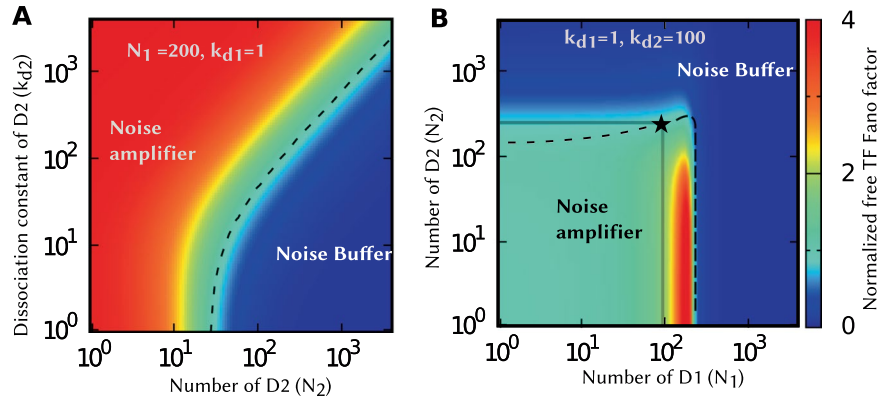 A
N1 =200, kd1=1
Noise
amplifier
Noise Buffer
Dissociation constant of D2 (kd2)
10^3
10^2
10^1
10^0
10^0 10^1 10^2 10^3
Number of D2 (N2)
B
kd1=1, kd2=100
Noise Buffer
Noise
amplifier
Number of D2 (N2)
10^3
10^2
10^1
10^0
10^0 10^1 10^2 10^3
Number of D1 (N1)
4
2
0
Normalized free TF Fano factor